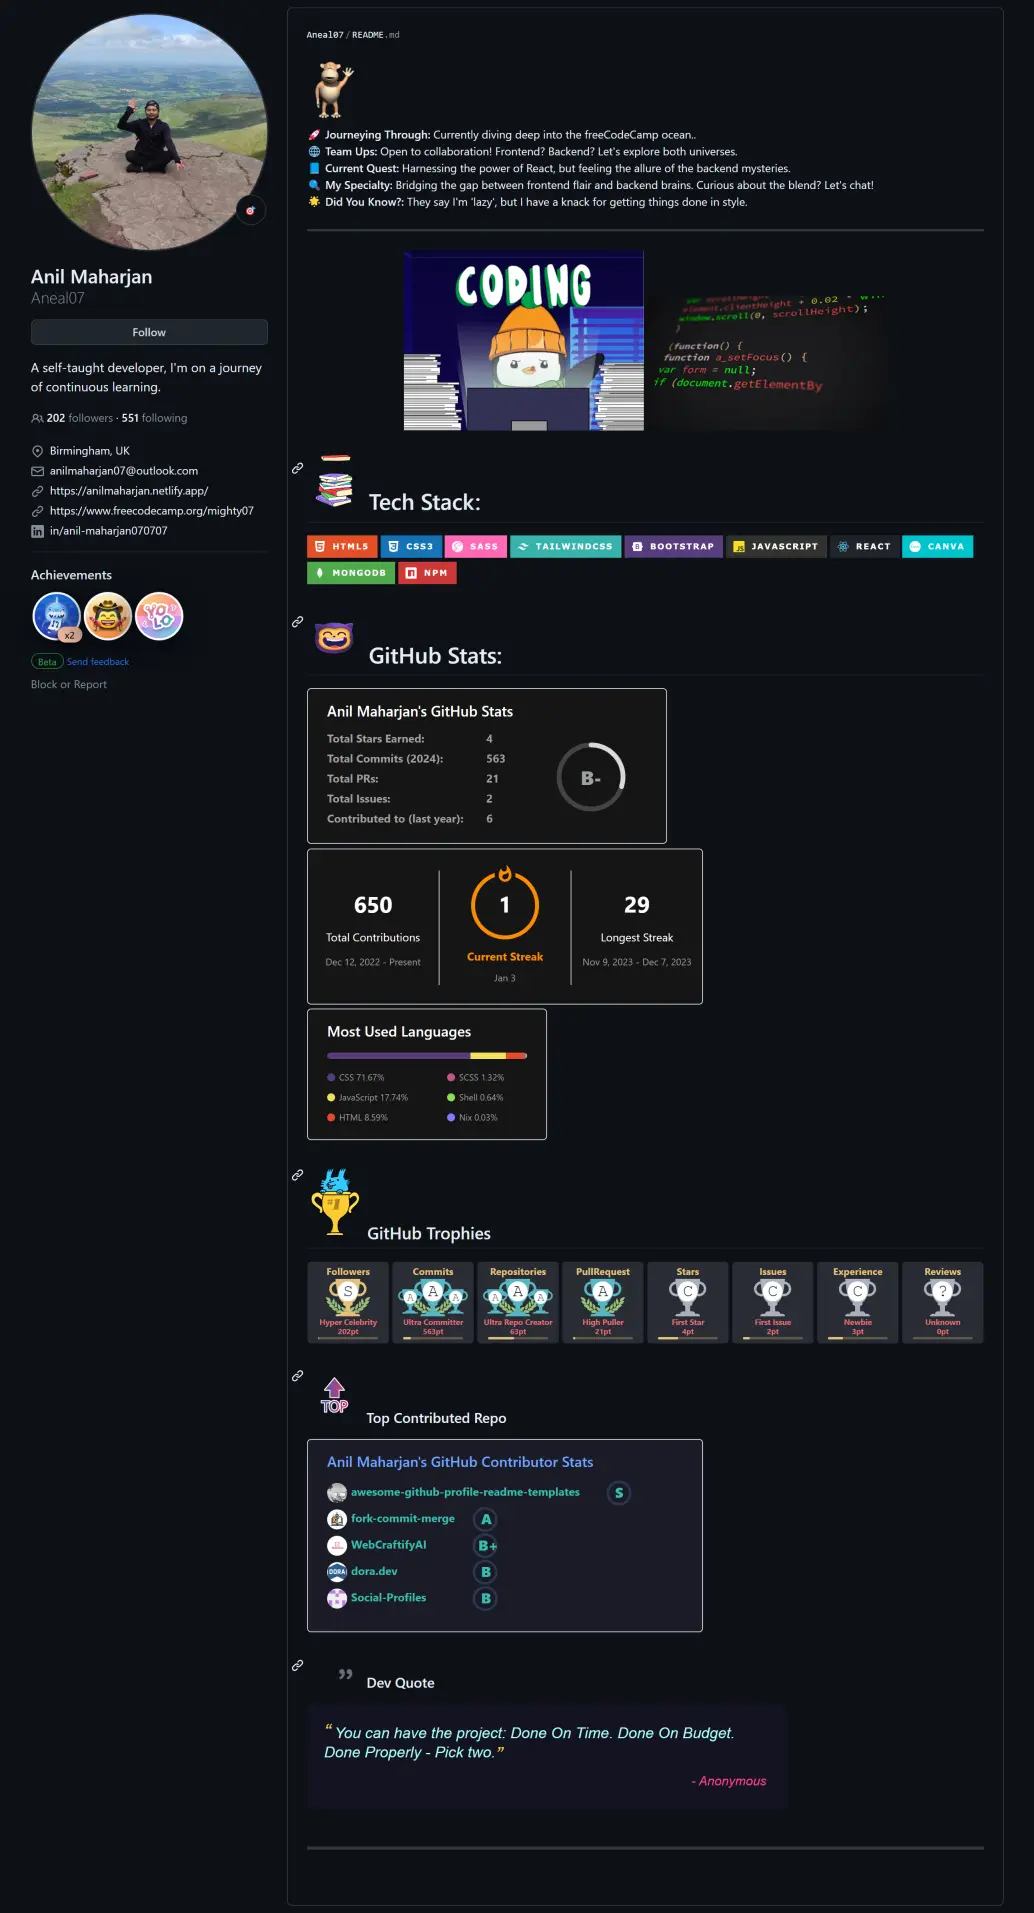 Anil Maharjan
Aneal07
Follow
A self-taught developer, I'm on a journey
of continuous learning.
202 followers · 551 following
Birmingham, UK
anilmaharjan07@outlook.com
https://anilmaharjan.netlify.app/
https://www.freecodecamp.org/mighty07
in/anil-maharjan070707
Achievements
x2
YOLO
Beta Send feedback
Block or Report
Aneal07/README.md
Journeying Through: Currently diving deep into the freeCodeCamp ocean..
Team Ups: Open to collaboration! Frontend? Backend? Let's explore both universes.
Current Quest: Harnessing the power of React, but feeling the allure of the backend mysteries.
My Specialty: Bridging the gap between frontend flair and backend brains. Curious about the blend? Let's chat!
Did You Know?: They say I'm 'lazy', but I have a knack for getting things done in style.
CODING
element.clientHeight + 0.02 -
window.scroll(0, scrollHeight);
}
(function() {
function a_setFocus() {
var form = null;
if (document.getElementBy
Tech Stack:
HTML5 CSS3 SASS TAILWINDCSS BOOTSTRAP JAVASCRIPT REACT CANVA
MONGODB NPM
GitHub Stats:
Anil Maharjan's GitHub Stats
Total Stars Earned: 4
Total Commits (2024): 563
Total PRs: 21
Total Issues: 2
Contributed to (last year): 6
B-
650
Total Contributions
Dec 12, 2022 - Present
1
Current Streak
Jan 3
29
Longest Streak
Nov 9, 2023 - Dec 7, 2023
Most Used Languages
CSS 71.67% SCSS 1.32%
JavaScript 17.74% Shell 0.64%
HTML 8.59% Nix 0.03%
#1
GitHub Trophies
Followers Commits Repositories PullRequest Stars Issues Experience Reviews
S A A A A A A A C C C ?
Hyper Celebrity Ultra Committer Ultra Repo Creator High Puller First Star First Issue Newbie Unknown
202pt 563pt 63pt 21pt 4pt 2pt 3pt 0pt
TOP
Top Contributed Repo
Anil Maharjan's GitHub Contributor Stats
awesome-github-profile-readme-templates S
fork-commit-merge A
WebCraftifyAI B+
DORA dora.dev B
Social-Profiles B
Dev Quote
“ You can have the project: Done On Time. Done On Budget.
Done Properly - Pick two.”
- Anonymous